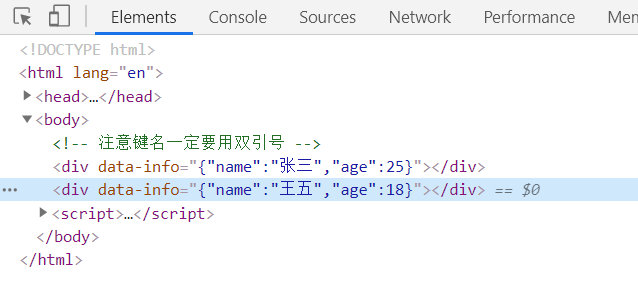 Elements Console Sources Network Performance Mem
<!DOCTYPE html>
<html lang="en">
<head>…</head>
<body>
<!-- 注意键名一定要用双引号 -->
<div data-info="{"name":"张三","age":25}"></div>
<div data-info="{"name":"王五","age":18}"></div> == $0
<script>…</script>
</body>
</html>